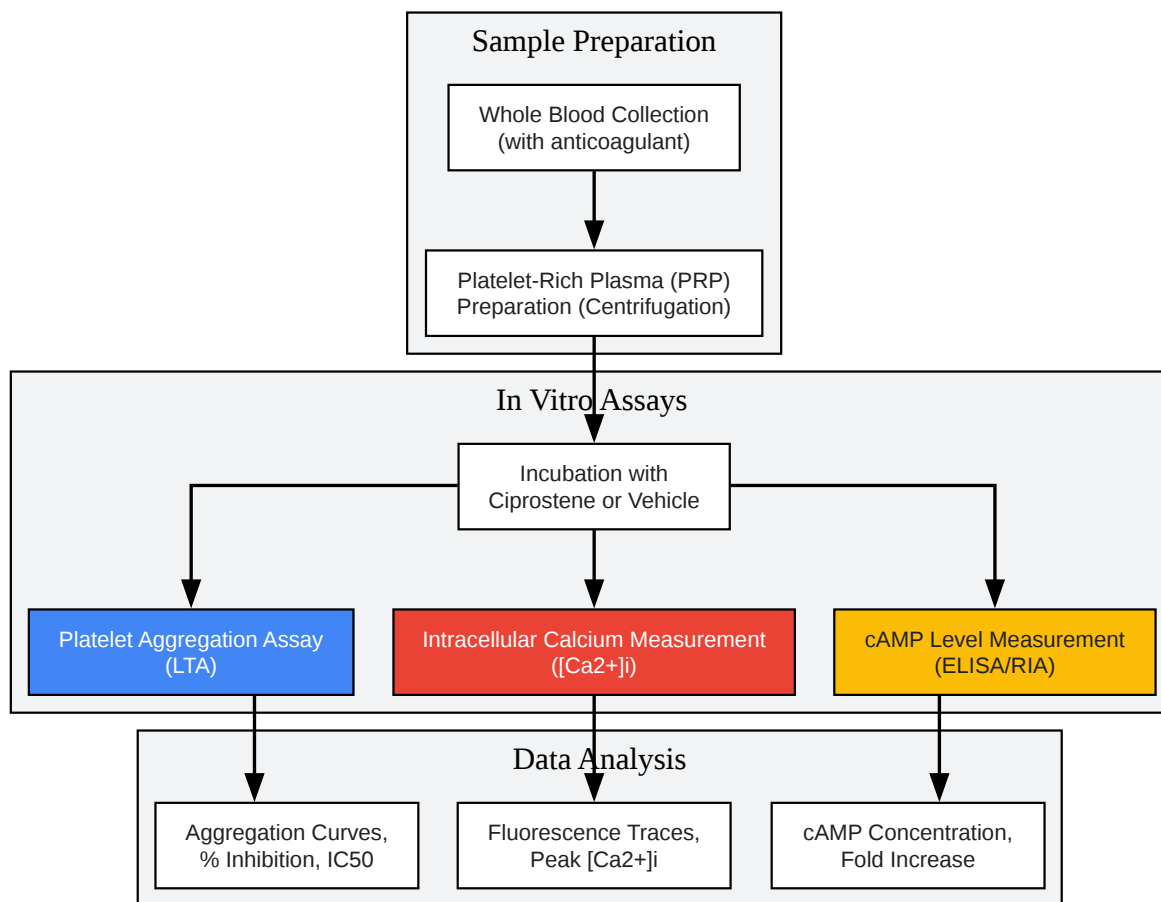 Sample Preparation
Whole Blood Collection
(with anticoagulant)
Platelet-Rich Plasma (PRP)
Preparation (Centrifugation)
In Vitro Assays
Incubation with
Ciprostene or Vehicle
Platelet Aggregation Assay
(LTA)
Intracellular Calcium Measurement
([Ca2+]i)
cAMP Level Measurement
(ELISA/RIA)
Data Analysis
Aggregation Curves,
% Inhibition, IC50
Fluorescence Traces,
Peak [Ca2+]i
cAMP Concentration,
Fold Increase